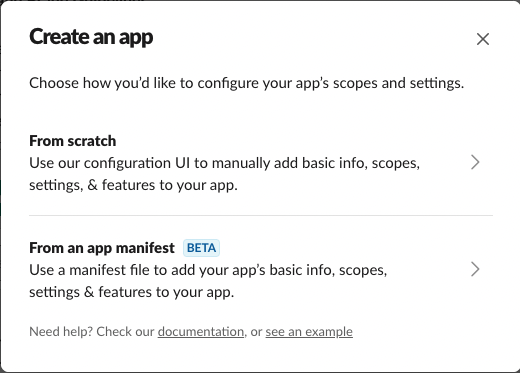 Create an app
Choose how you’d like to configure your app’s scopes and settings.
From scratch
Use our configuration UI to manually add basic info, scopes,
settings, & features to your app.
From an app manifest BETA
Use a manifest file to add your app’s basic info, scopes,
settings & features to your app.
Need help? Check our documentation, or see an example